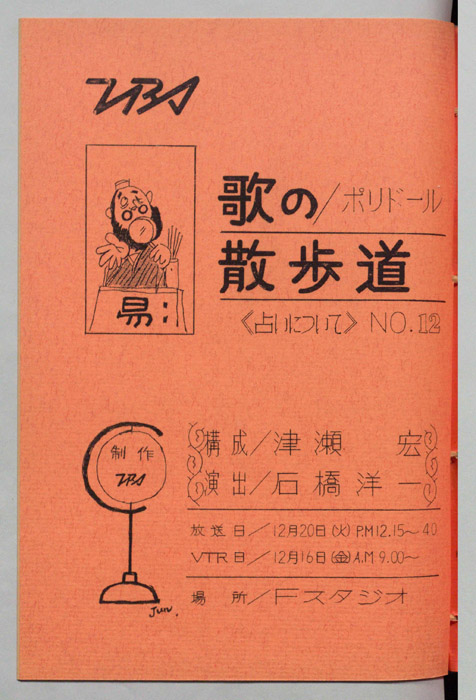 TBS
歌の/ポリドール
散歩道
《占いについて》 NO.12
易
構成/津瀬 宏
演出/石橋洋一
制作
TBS
放送日/12月20日(火)P.M12.15~40
VTR日/12月16日(金)A.M9.00~
場所/Fスタジオ
Jun.